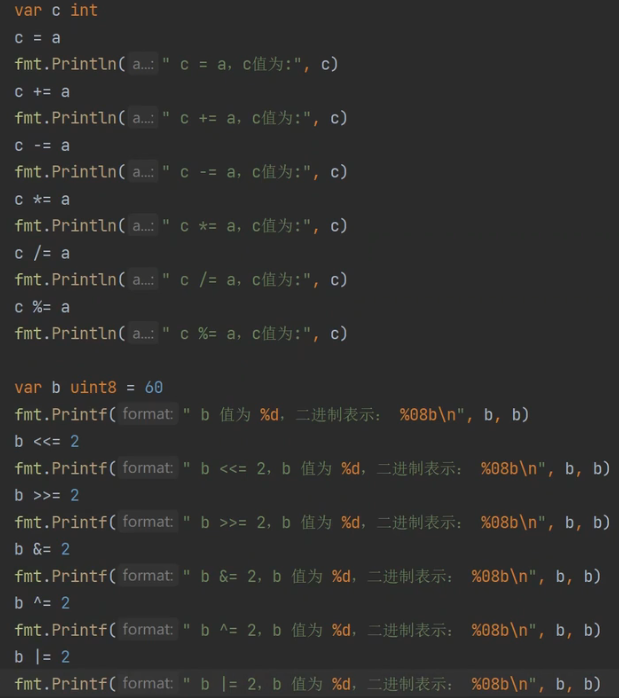 var c int
c = a
fmt.Println(a...: " c = a，c值为:", c)
c += a
fmt.Println(a...: " c += a，c值为:", c)
c -= a
fmt.Println(a...: " c -= a，c值为:", c)
c *= a
fmt.Println(a...: " c *= a，c值为:", c)
c /= a
fmt.Println(a...: " c /= a，c值为:", c)
c %= a
fmt.Println(a...: " c %= a，c值为:", c)
var b uint8 = 60
fmt.Printf(format: " b 值为 %d，二进制表示： %08b\n", b, b)
b <<= 2
fmt.Printf(format: " b <<= 2，b 值为 %d，二进制表示： %08b\n", b, b)
b >>= 2
fmt.Printf(format: " b >>= 2，b 值为 %d，二进制表示： %08b\n", b, b)
b &= 2
fmt.Printf(format: " b &= 2，b 值为 %d，二进制表示： %08b\n", b, b)
b ^= 2
fmt.Printf(format: " b ^= 2，b 值为 %d，二进制表示： %08b\n", b, b)
b |= 2
fmt.Printf(format: " b |= 2，b 值为 %d，二进制表示： %08b\n", b, b)